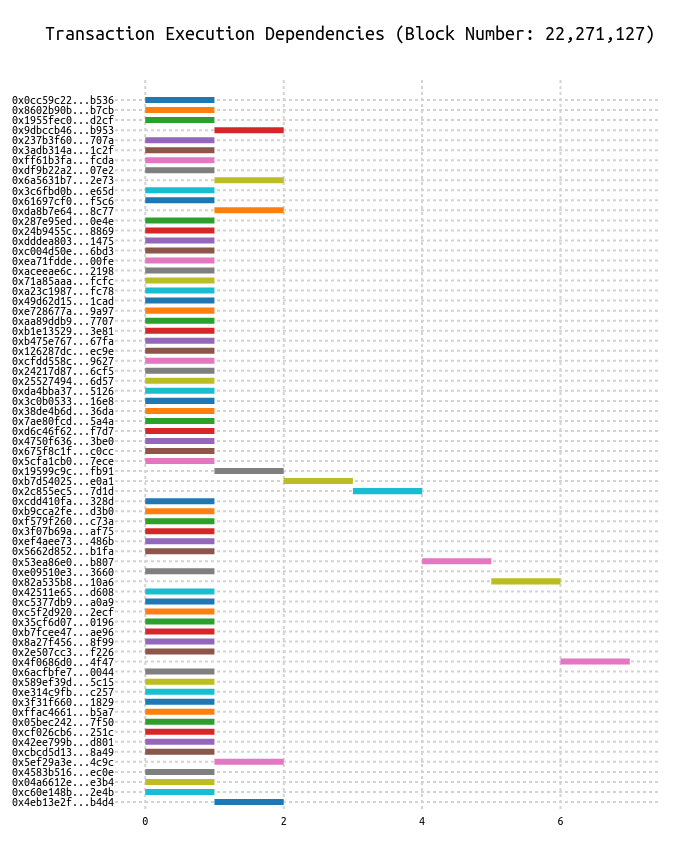 Transaction Execution Dependencies (Block Number: 22,271,127)
0x0cc59c22...b536
0x8602b90b...b7cb
0x1955fec0...d2cf
0x9dbccb46...b953
0x237b3f60...707a
0x3adb314a...1c2f
0xff61b3fa...fcda
0xdf9b22a2...07e2
0x6a5631b7...2e73
0x3c6fbd0b...e65d
0x61697cf0...f5c6
0xda8b7e64...8c77
0x287e95ed...0e4e
0x24b9455c...8869
0xdddea803...1475
0xc004d50e...6bd3
0xea71fdde...00fe
0xaceeae6c...2198
0x71a85aaa...fcfc
0xa23c1987...fc78
0x49d62d15...1cad
0xe728677a...9a97
0xaa89ddb9...7707
0xb1e13529...3e81
0xb475e767...67fa
0x126287dc...ec9e
0xcfdd558c...9627
0x24217d87...6cf5
0x25527494...6d57
0xda4bba37...5126
0x3c0b0533...16e8
0x38de4b6d...36da
0x7ae80fcd...5a4a
0xd6c46f62...f7d7
0x4750f636...3be0
0x675f8c1f...c0cc
0x5cfa1cb0...7ece
0x19599c9c...fb91
0xb7d54025...e0a1
0x2c855ec5...7d1d
0xcdd410fa...328d
0xb9cca2fe...d3b0
0xf579f260...c73a
0x3f07b69a...af75
0xef4aee73...486b
0x5662d852...b1fa
0x53ea86e0...b807
0xe09510e3...3660
0x82a535b8...10a6
0x42511e65...d608
0xc5377db9...a0a9
0xc5f2d920...2ecf
0x35cf6d07...0196
0xb7fcee47...ae96
0x8a27f456...8f99
0x2e507cc3...f226
0x4f0686d0...4f47
0x6acfbfe7...0044
0x589ef39d...5c15
0xe314c9fb...c257
0x3f31f660...1829
0xffac4661...b5a7
0x05bec242...7f50
0xcf026cb6...251c
0x42ee799b...d801
0xcbcd5d13...8a49
0x5ef29a3e...4c9c
0x4583b516...ec0e
0x04a6612e...e3b4
0xc60e148b...2e4b
0x4eb13e2f...b4d4
0 2 4 6